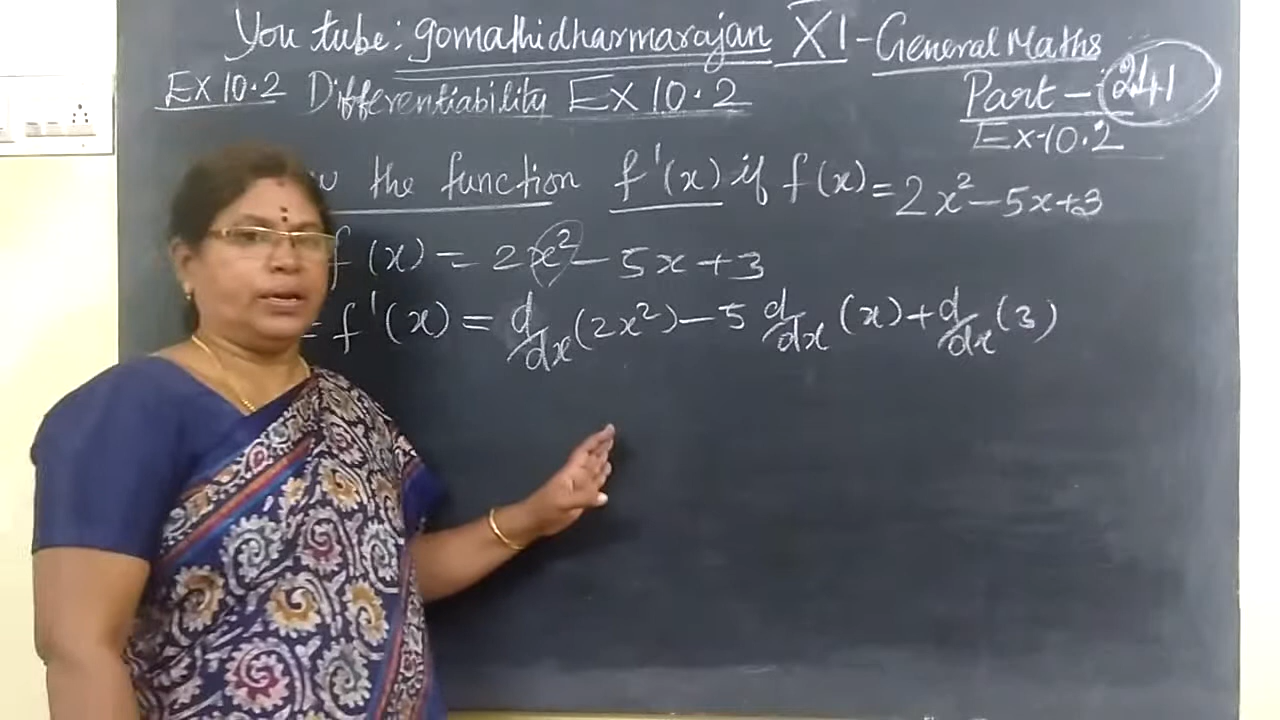 You tube: gomathidharmarajan XI - General Maths
EX 10.2 Differentiability EX 10.2
Part - 241
Ex-10.2
the function f'(x) if f(x) = 2x² - 5x + 3
f(x) = 2x² - 5x + 3
= f'(x) = d/dx (2x²) - 5 d/dx (x) + d/dx (3)